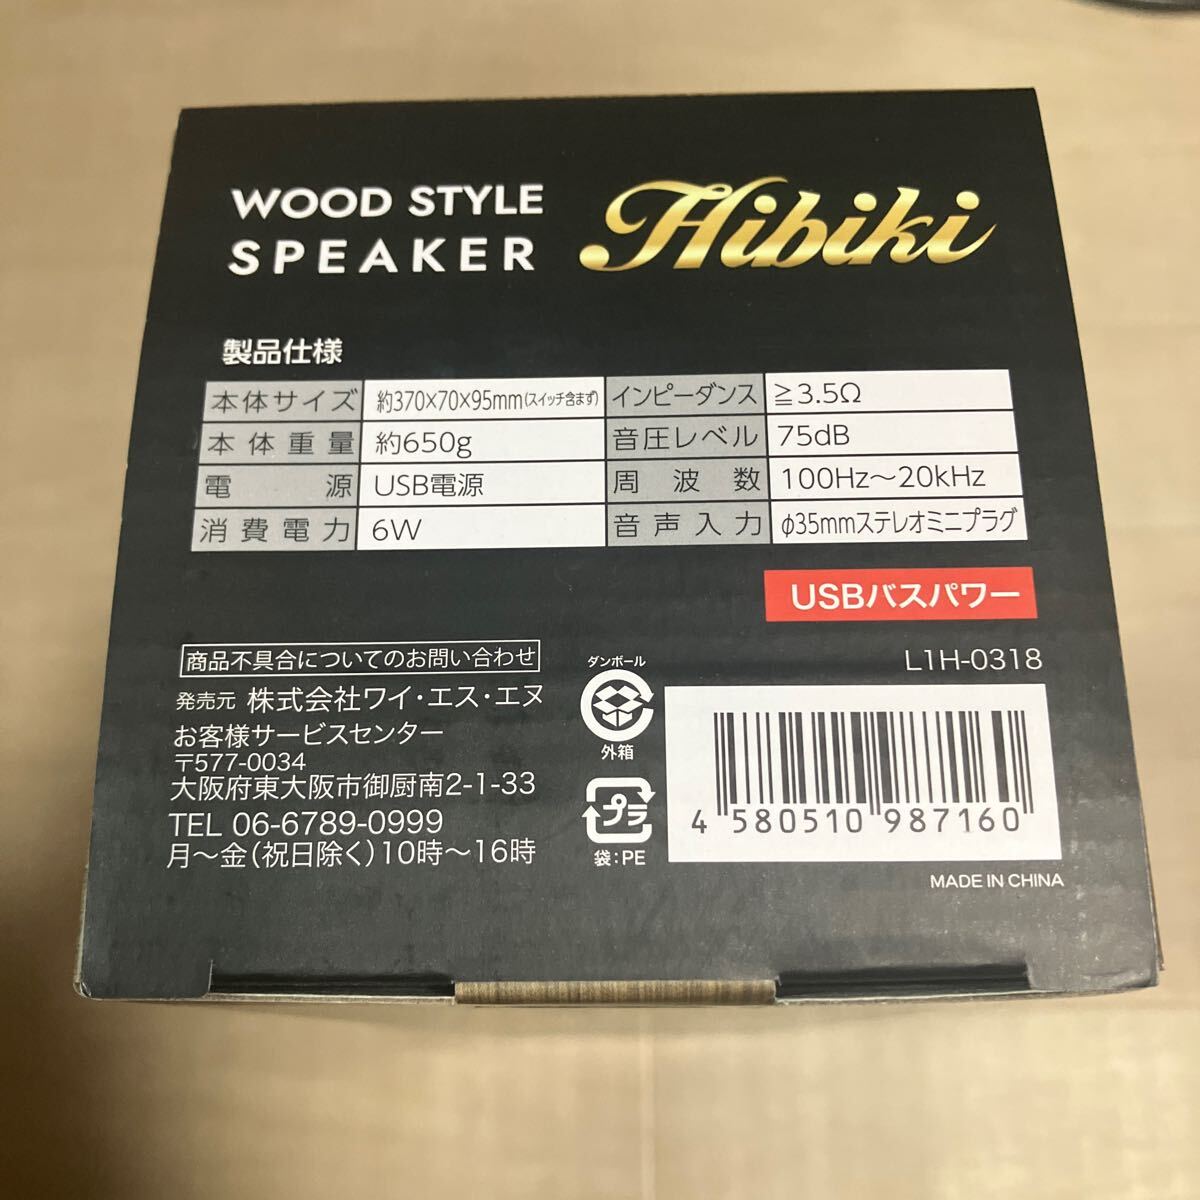 WOOD STYLE
SPEAKER
Hibiki
製品仕様
本体サイズ 約370×70×95mm(スイッチ含まず) インピーダンス ≧3.5Ω
本体重量 約650g 音圧レベル 75dB
電源 USB電源 周波数 100Hz〜20kHz
消費電力 6W 音声入力 φ35mmステレオミニプラグ
USBバスパワー
商品不具合についてのお問い合わせ
発売元 株式会社ワイ・エス・エヌ
お客様サービスセンター
〒577-0034
大阪府東大阪市御厨南2-1-33
TEL 06-6789-0999
月〜金(祝日除く)10時〜16時
ダンボール
外箱
プラ
袋:PE
L1H-0318
4 580510 987160
MADE IN CHINA